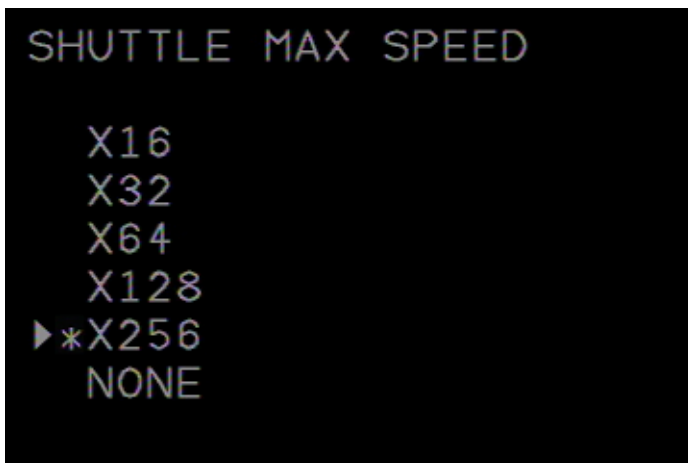 SHUTTLE MAX SPEED
X16
X32
X64
X128
▶*X256
NONE